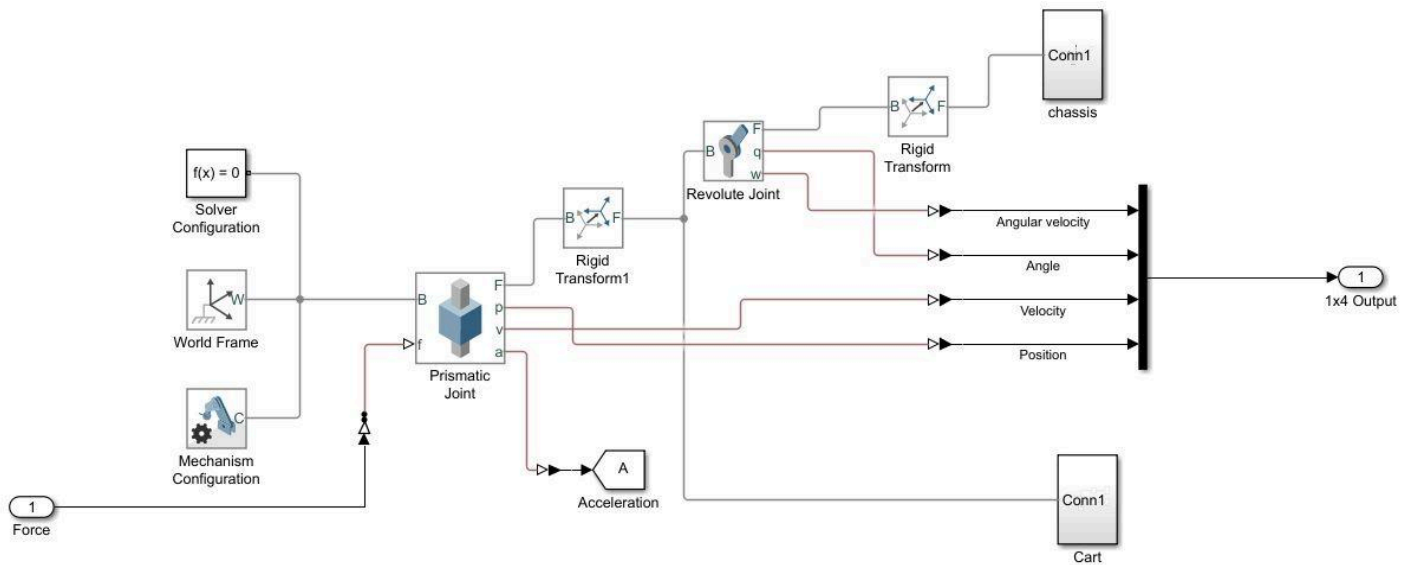 Conn1
chassis
B
F
Rigid
Transform
F
B
q
w
Revolute Joint
f(x) = 0
Solver
Configuration
B
F
Rigid
Transform1
Angular velocity
Angle
W
World Frame
B
F
p
v
f
a
Prismatic
Joint
Velocity
Position
1
1x4 Output
C
Mechanism
Configuration
A
Acceleration
1
Force
Conn1
Cart